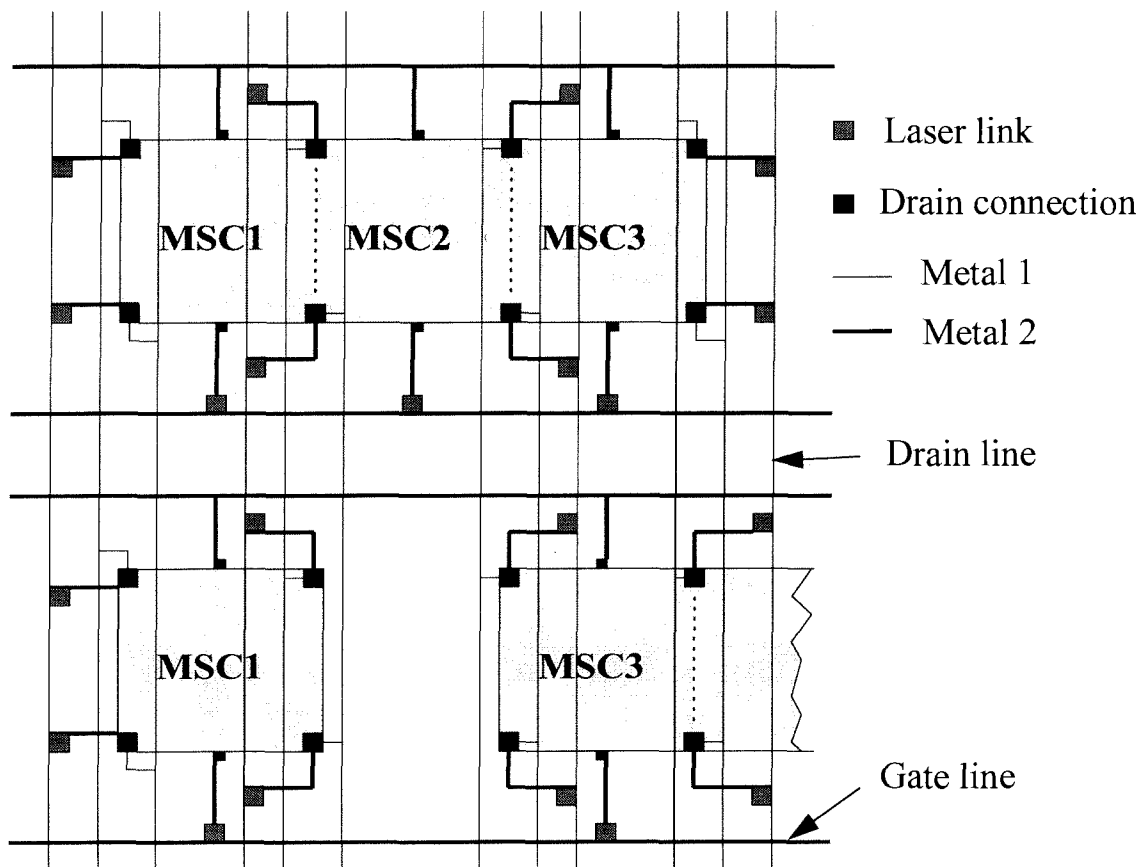 Laser link
Drain connection
MSC1 MSC2 MSC3
Metal 1
Metal 2
Drain line
MSC1 MSC3
Gate line